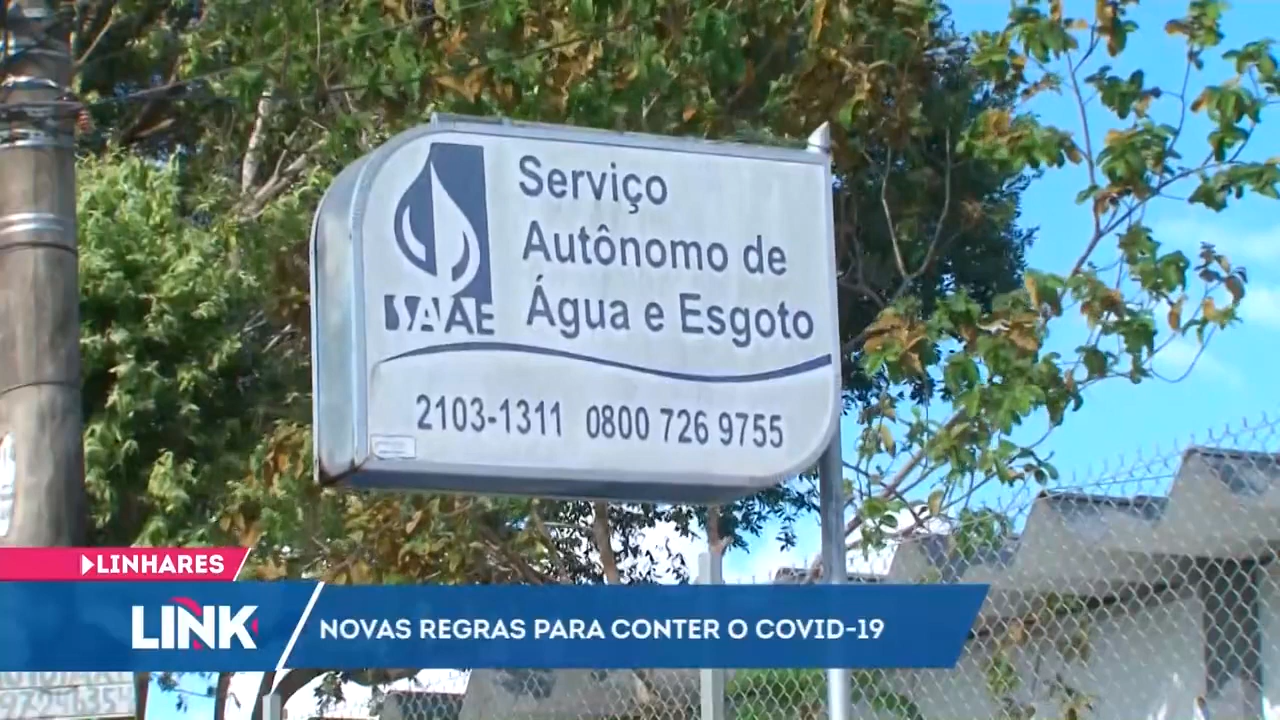 Serviço
Autônomo de
Água e Esgoto
SAAE
2103-1311 0800 726 9755
LINHARES
LINK
NOVAS REGRAS PARA CONTER O COVID-19